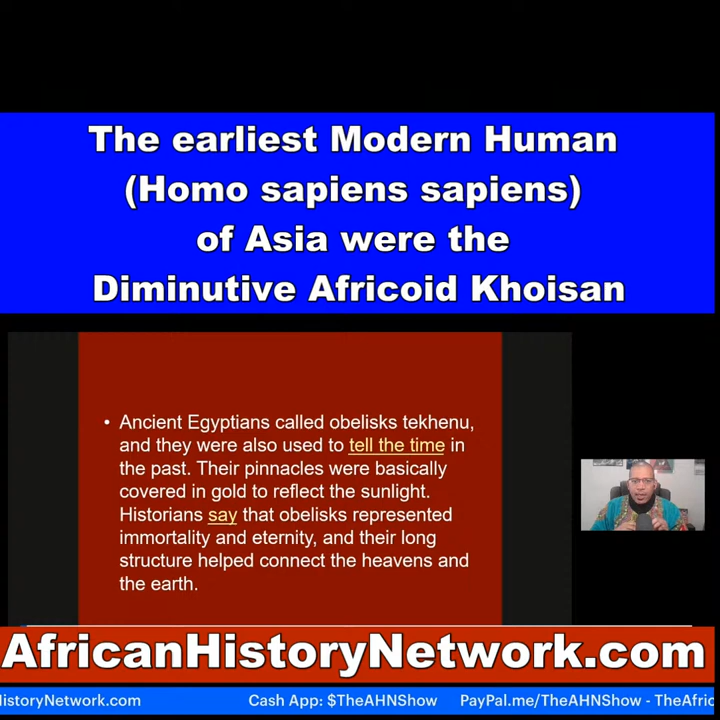 The earliest Modern Human
(Homo sapiens sapiens)
of Asia were the
Diminutive Africoid Khoisan
• Ancient Egyptians called obelisks tekhenu,
and they were also used to tell the time in
the past. Their pinnacles were basically
covered in gold to reflect the sunlight.
Historians say that obelisks represented
immortality and eternity, and their long
structure helped connect the heavens and
the earth.
AfricanHistoryNetwork.com
HistoryNetwork.com Cash App: $TheAHNShow PayPal.me/TheAHNShow - TheAfric